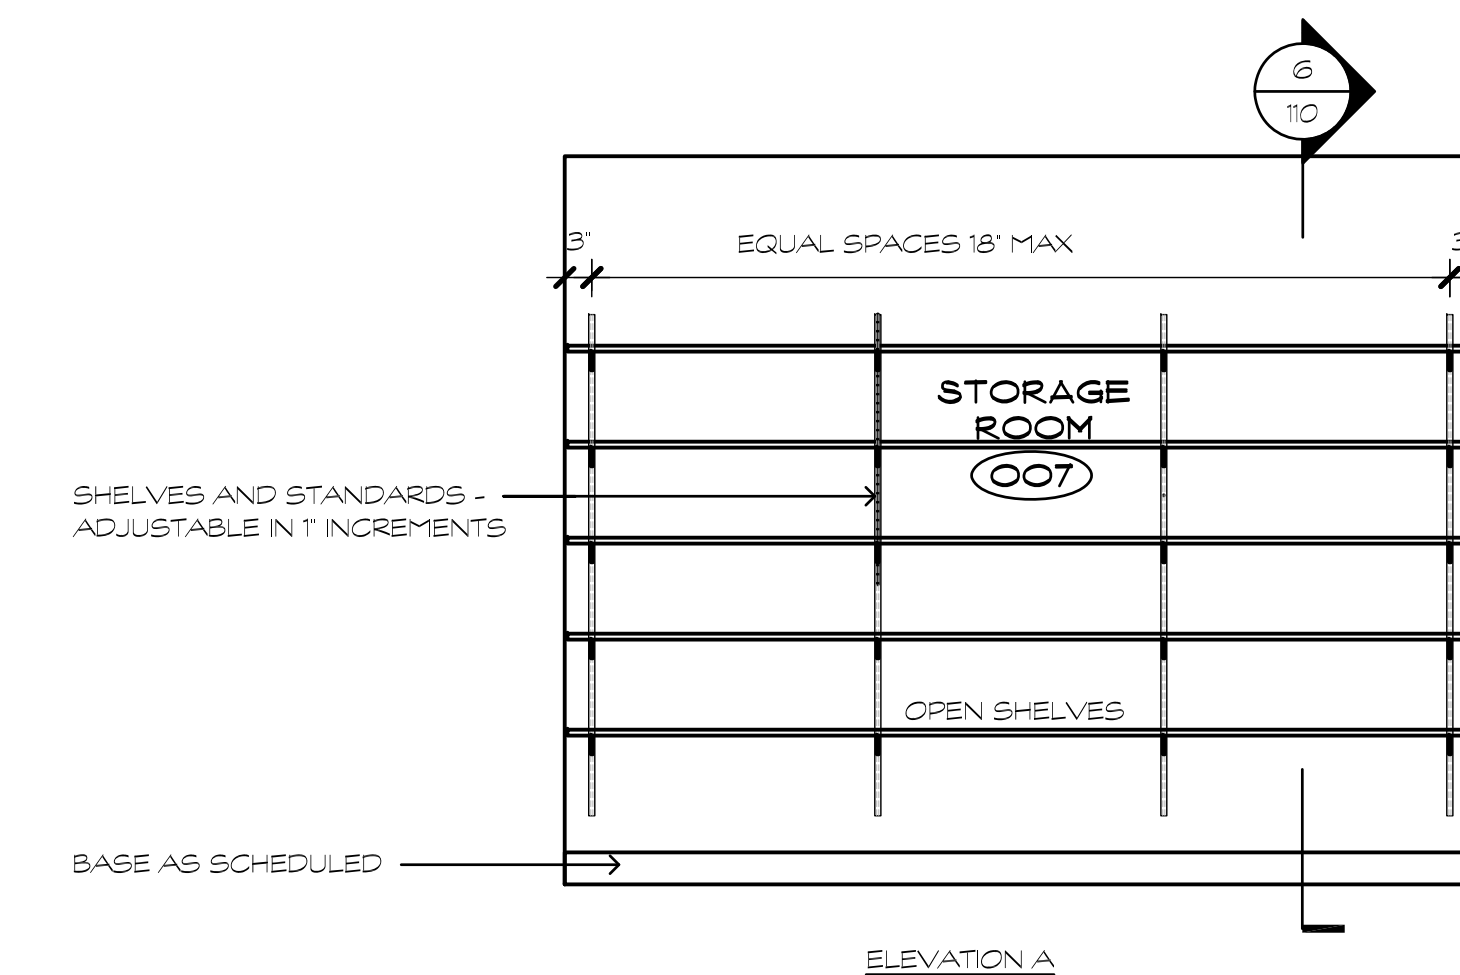 6
110
3"
EQUAL SPACES 18" MAX
STORAGE
ROOM
007
SHELVES AND STANDARDS -
ADJUSTABLE IN 1" INCREMENTS
OPEN SHELVES
BASE AS SCHEDULED
ELEVATION A